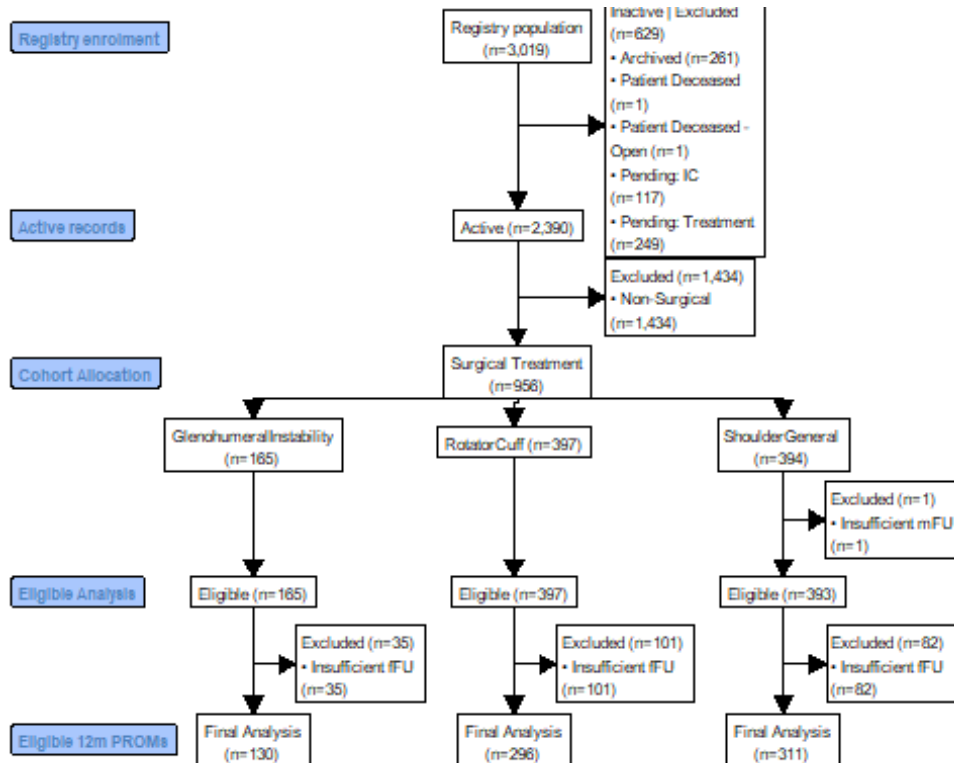 Registry enrolment
Registry population
(n=3,019)
Inactive | Excluded
(n=629)
• Archived (n=261)
• Patient Deceased
(n=1)
• Patient Deceased -
Open (n=1)
• Pending: IC
(n=117)
• Pending: Treatment
(n=249)
Active records
Active (n=2,390)
Excluded (n=1,434)
• Non-Surgical
(n=1,434)
Cohort Allocation
Surgical Treatment
(n=956)
GlenohumeralInstability
(n=165)
RotatorCuff (n=397)
ShoulderGeneral
(n=394)
Excluded (n=1)
• Insufficient mFU
(n=1)
Eligible Analysis
Eligible (n=165)
Eligible (n=397)
Eligible (n=393)
Excluded (n=35)
• Insufficient fFU
(n=35)
Excluded (n=101)
• Insufficient fFU
(n=101)
Excluded (n=82)
• Insufficient fFU
(n=82)
Eligible 12m PROMs
Final Analysis
(n=130)
Final Analysis
(n=296)
Final Analysis
(n=311)